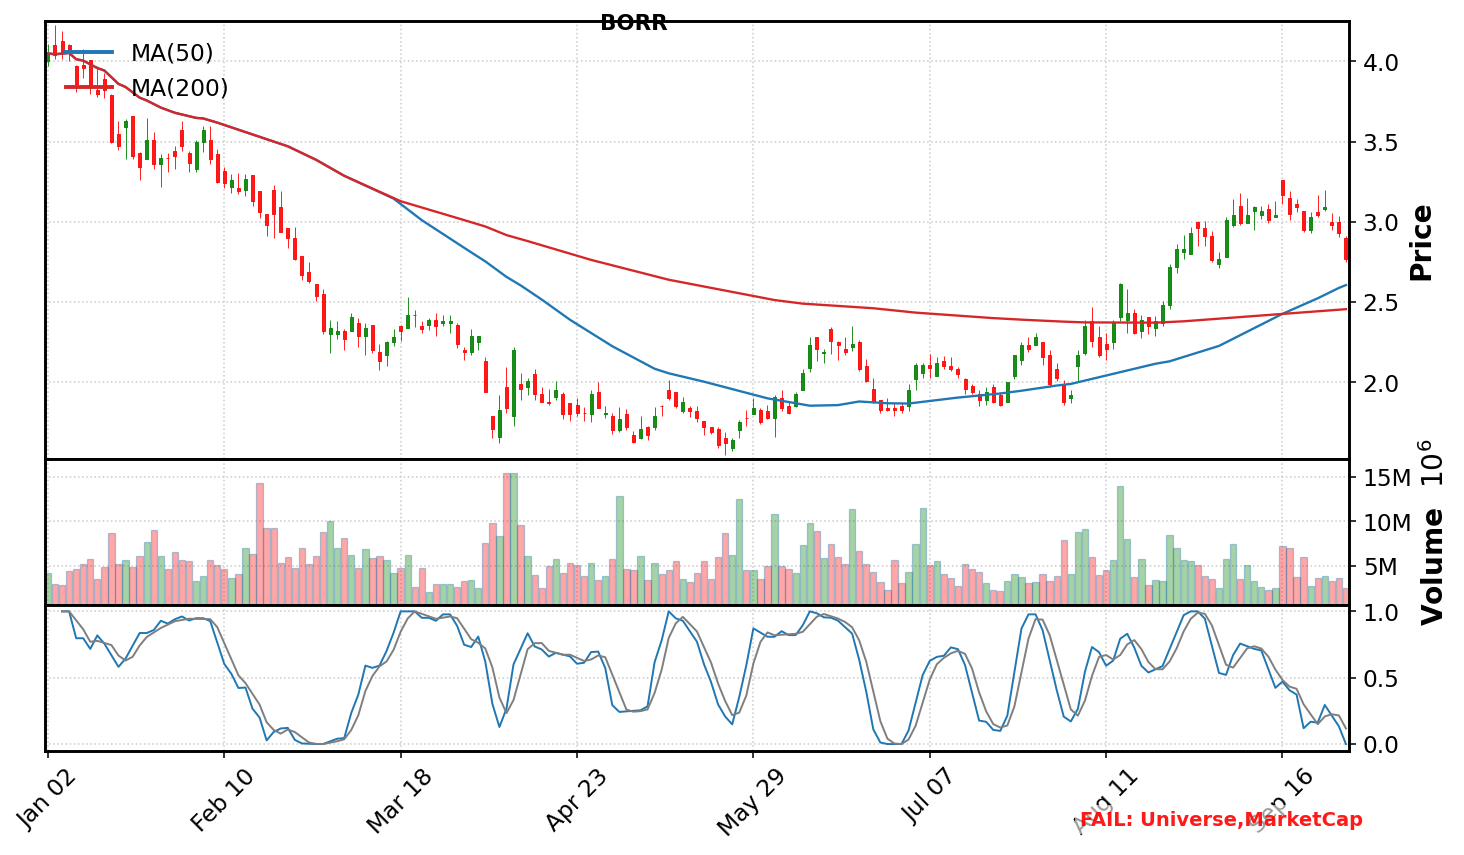 BORR
MA(50)
MA(200)
4.0
3.5
3.0
2.5
2.0
Price
15M
10M
5M
Volume 10^6
1.0
0.5
0.0
Jan 02
Feb 10
Mar 18
Apr 23
May 29
Jul 07
Aug 11
Sep 16
FAIL: Universe,MarketCap